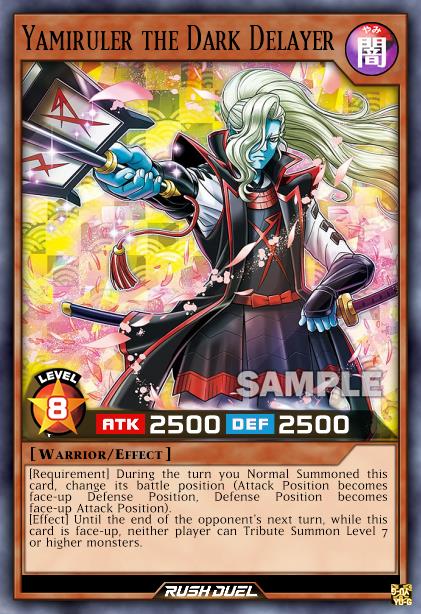 YAMIRULER THE DARK DELAYER
やみ
闇
SAMPLE
LEVEL
8
ATK 2500 DEF 2500
[WARRIOR/EFFECT]
[Requirement] During the turn you Normal Summoned this
card, change its battle position (Attack Position becomes
face-up Defense Position, Defense Position becomes
face-up Attack Position).
[Effect] Until the end of the opponent's next turn, while this
card is face-up, neither player can Tribute Summon Level 7
or higher monsters.
RUSH DUEL